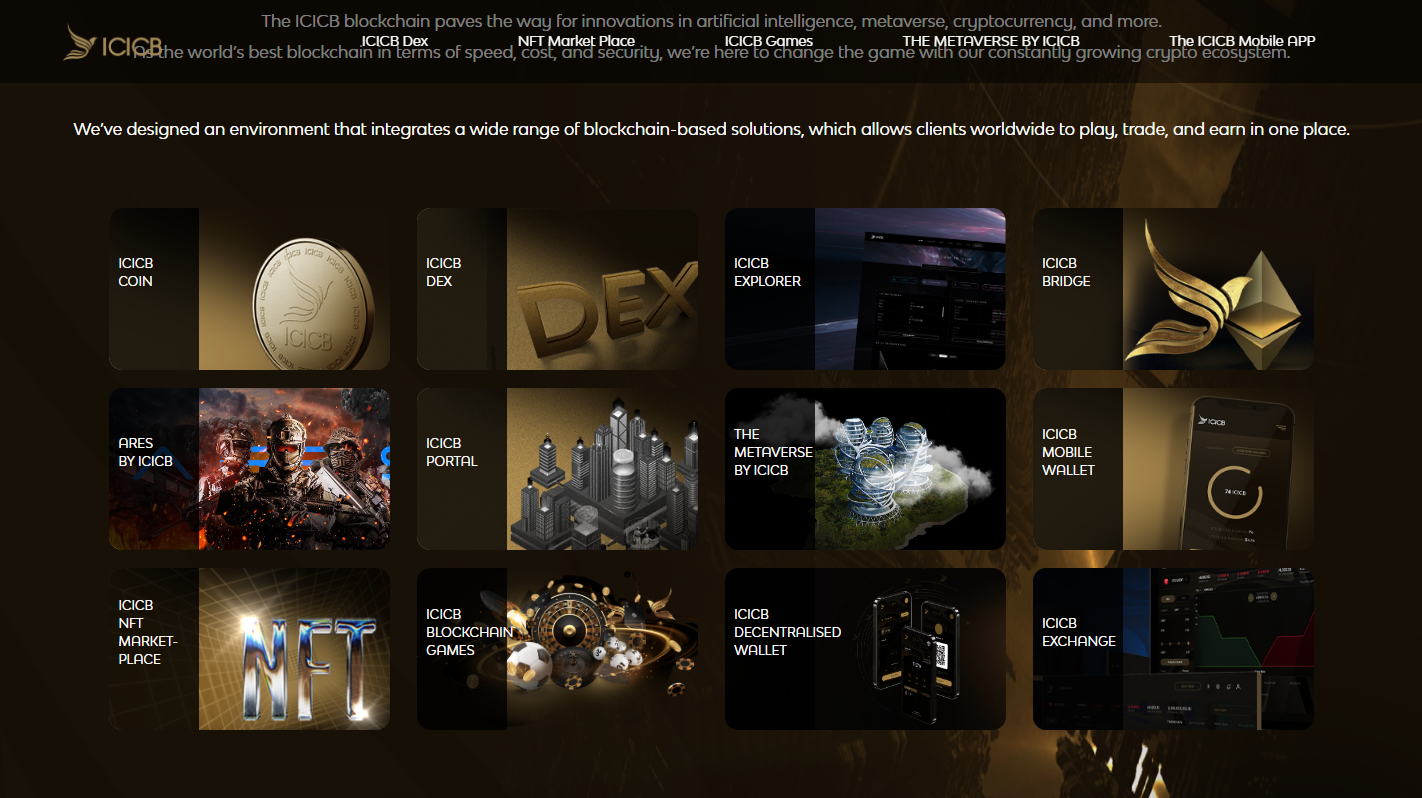 The ICICB blockchain paves the way for innovations in artificial intelligence, metaverse, cryptocurrency, and more.
ICICB
ICICB Dex
NFT Market Place
ICICB Games
THE METAVERSE BY ICICB
The ICICB Mobile APP
As the world's best blockchain in terms of speed, cost, and security, we're here to change the game with our constantly growing crypto ecosystem.
We've designed an environment that integrates a wide range of blockchain-based solutions, which allows clients worldwide to play, trade, and earn in one place.
ICICB
COIN
ICICB
ICICB
DEX
DEX
ICICB
EXPLORER
ICICB
BRIDGE
ARES
BY ICICB
ICICB
PORTAL
THE
METAVERSE
BY ICICB
ICICB
MOBILE
WALLET
ICICB
74 ICICB
ICICB
NFT
MARKET-
PLACE
NFT
ICICB
BLOCKCHAIN
GAMES
ICICB
DECENTRALISED
WALLET
ICICB
EXCHANGE